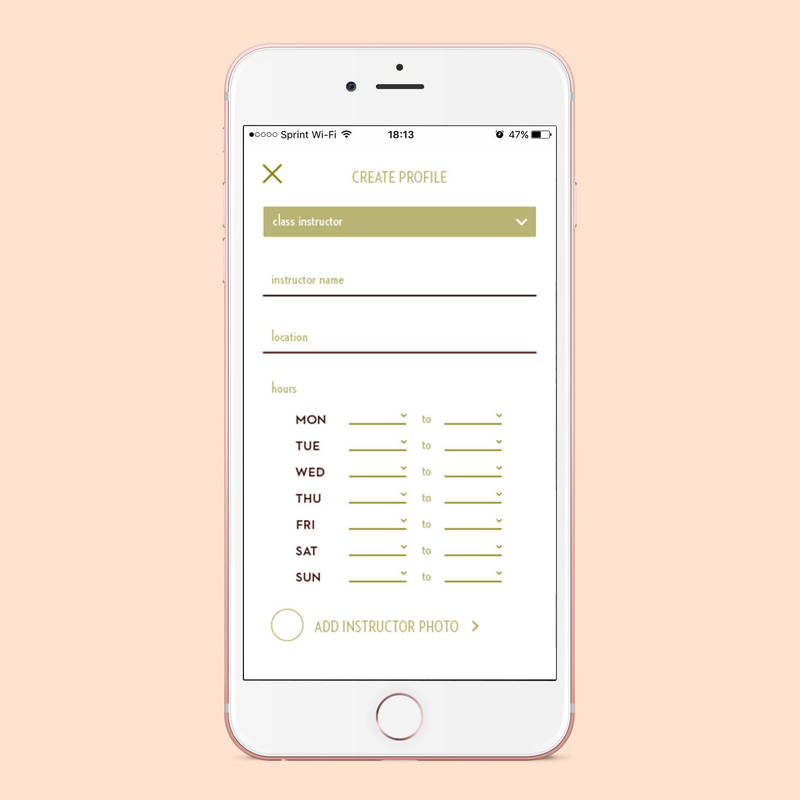 Sprint Wi-Fi 18:13 47%
CREATE PROFILE
class instructor
instructor name
location
hours
MON to
TUE to
WED to
THU to
FRI to
SAT to
SUN to
ADD INSTRUCTOR PHOTO